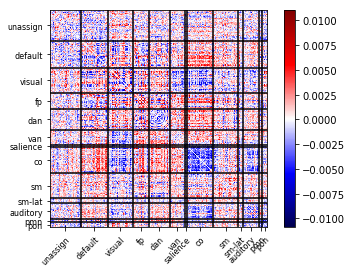 unassign
default
visual
fp
dan
van
salience
co
sm
sm-lat
auditory
pmn
pon
unassign
default
visual
fp
dan
van
salience
co
sm
sm-lat
auditory
0.0100
0.0075
0.0050
0.0025
0.0000
−0.0025
−0.0050
−0.0075
−0.0100